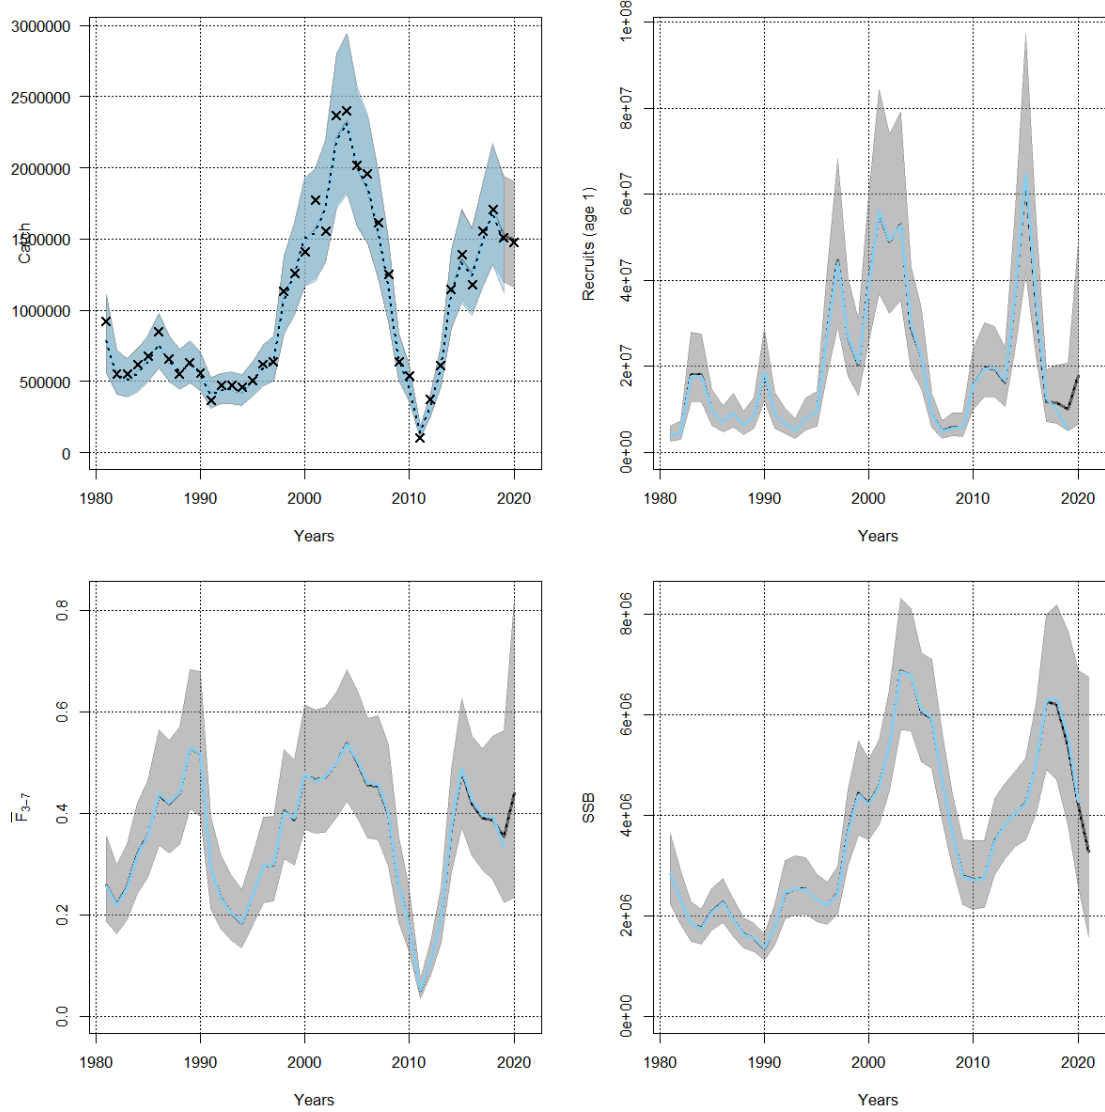 3000000
2500000
2000000
1500000
1000000
500000
0
Catch
1980 1990 2000 2010 2020
Years
1e+08
8e+07
6e+07
4e+07
2e+07
0e+00
Recruits (age 1)
1980 1990 2000 2010 2020
Years
0.8
0.6
0.4
0.2
0.0
F̅3−7
1980 1990 2000 2010 2020
Years
8e+06
6e+06
4e+06
2e+06
0e+00
SSB
1980 1990 2000 2010 2020
Years